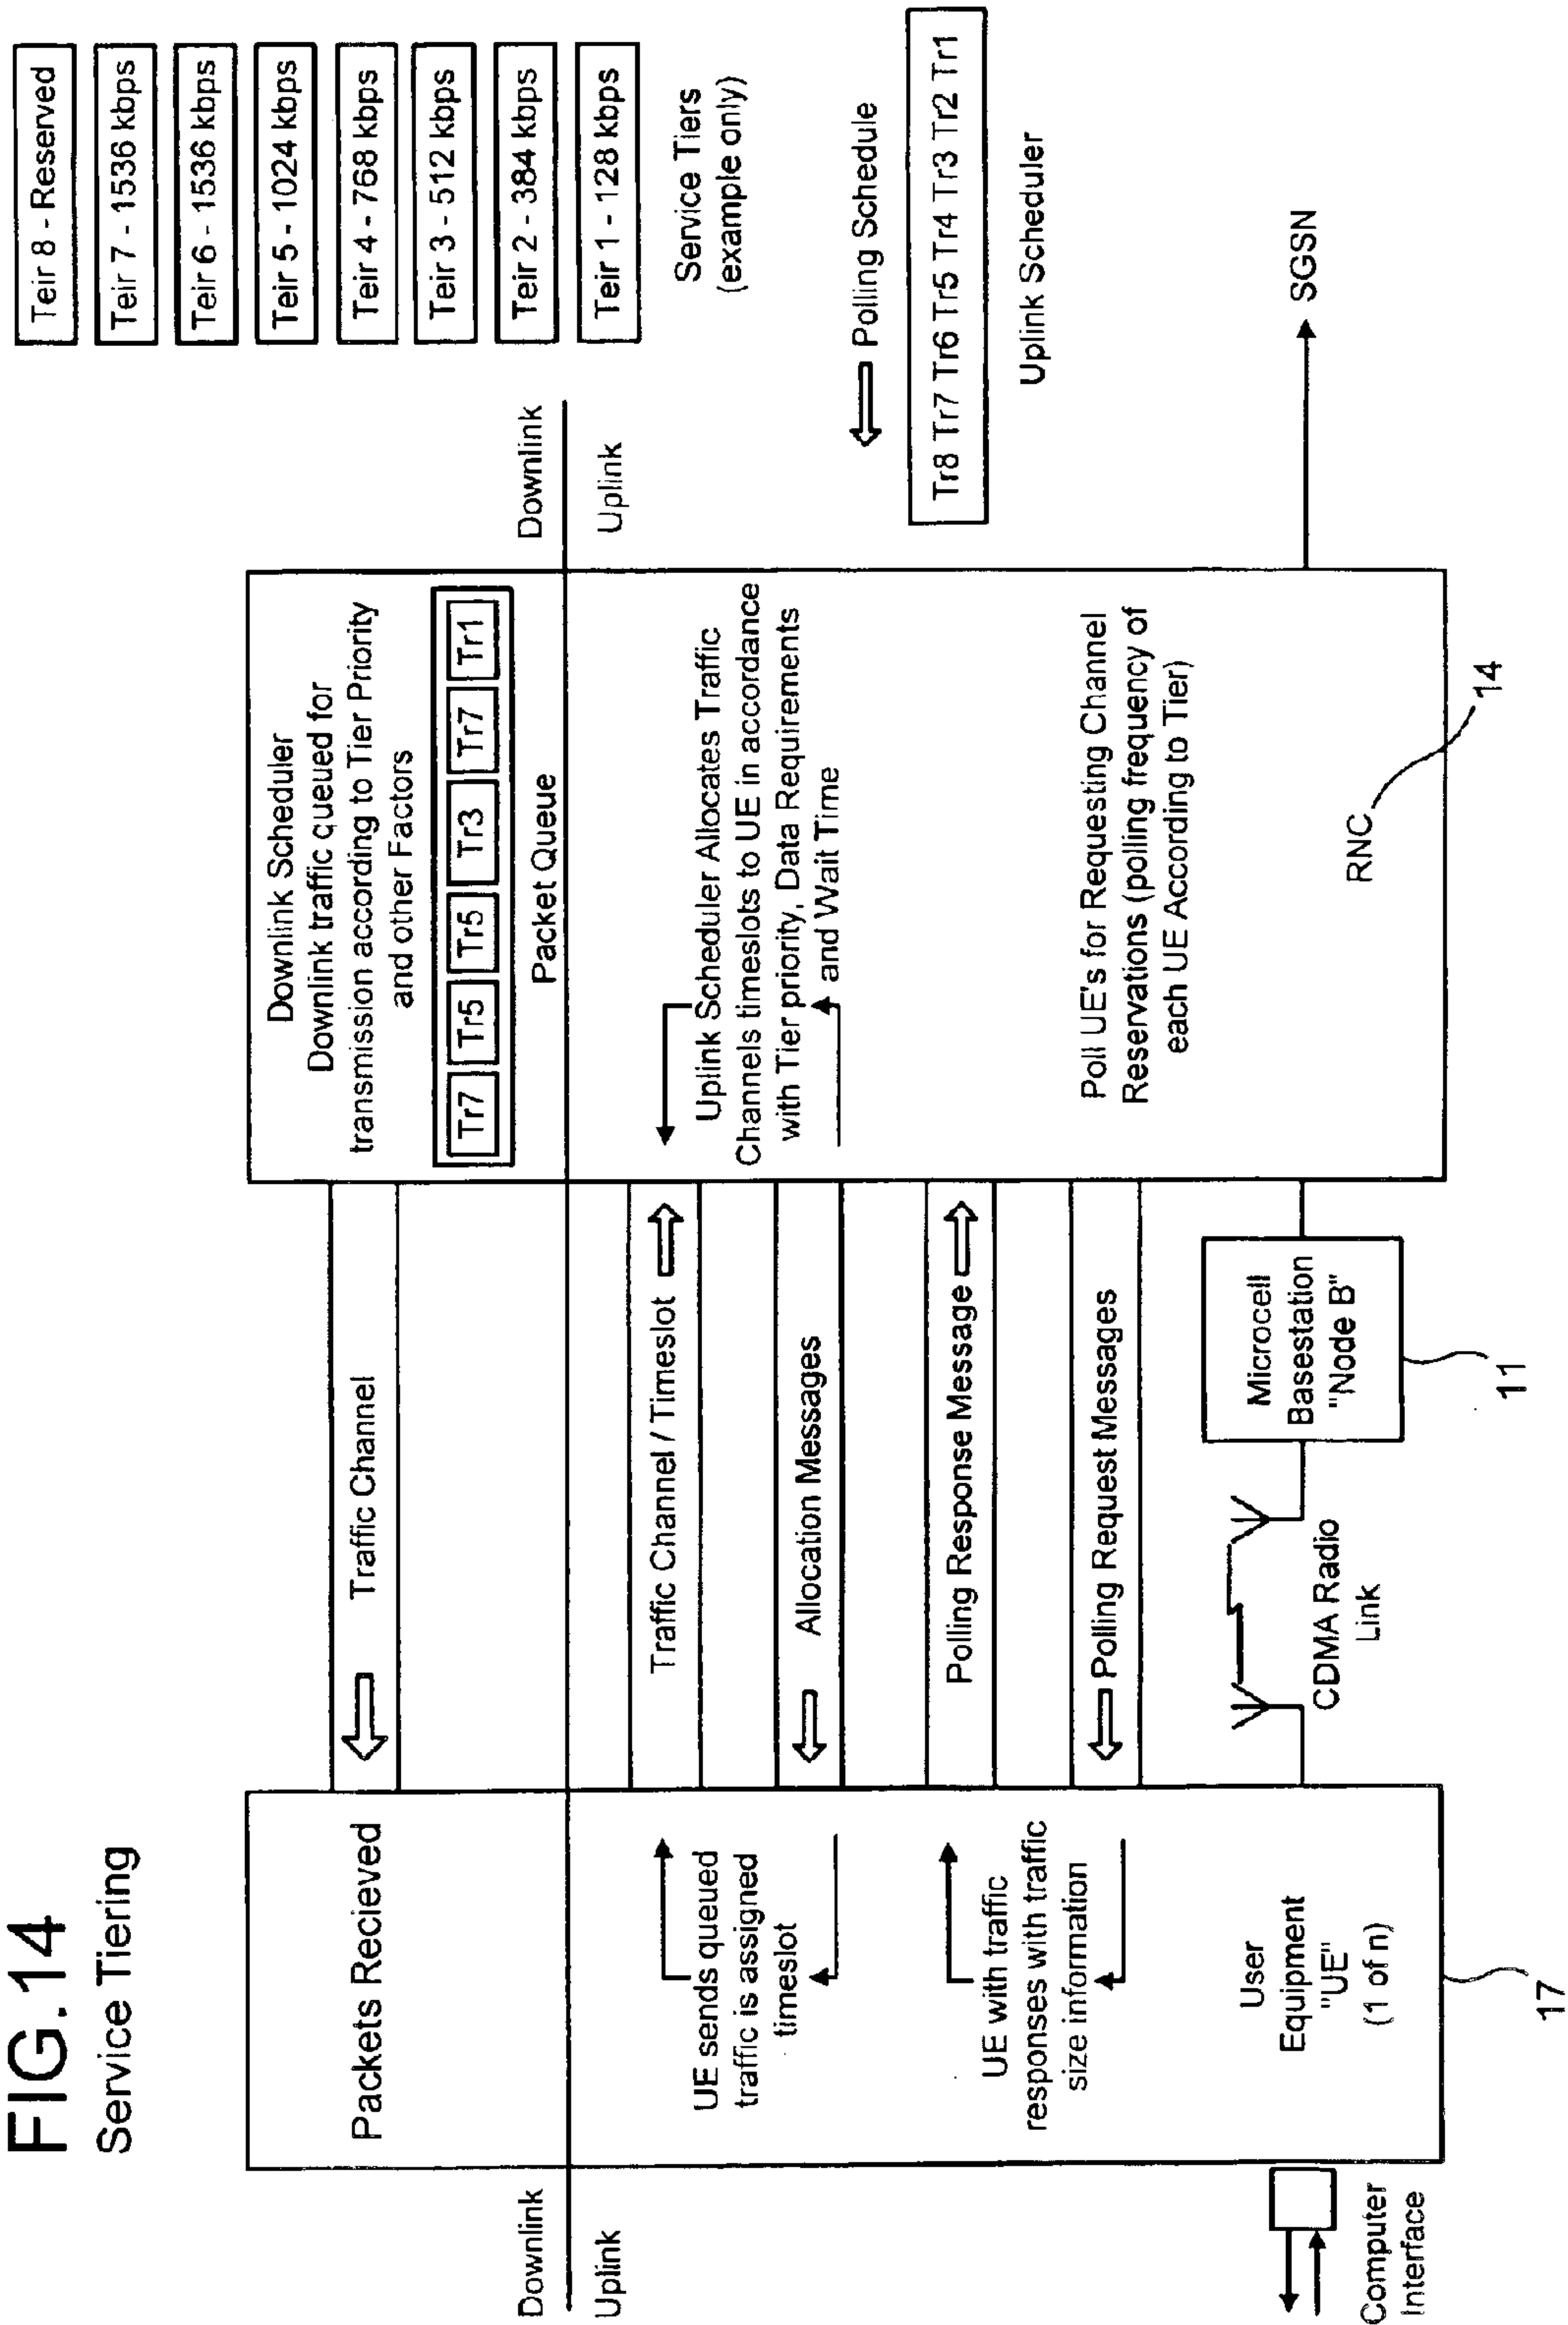 FIG.14
Service Tiering
Teir 8 - Reserved
Teir 7 - 1536 kbps
Teir 6 - 1536 kbps
Teir 5 - 1024 kbps
Teir 4 - 768 kbps
Teir 3 - 512 kbps
Teir 2 - 384 kbps
Teir 1 - 128 kbps
Service Tiers
(example only)
Downlink
Uplink
Packets Recieved
Traffic Channel
Downlink Scheduler
Downlink traffic queued for
transmission according to Tier Priority
and other Factors
Tr7 Tr5 Tr5 Tr3 Tr7 Tr1
Packet Queue
Downlink
Uplink
UE sends queued
traffic is assigned
timeslot
Traffic Channel / Timeslot
Allocation Messages
Uplink Scheduler Allocates Traffic
Channels timeslots to UE in accordance
with Tier priority, Data Requirements
and Wait Time
Polling Schedule
Tr8 Tr7 Tr6 Tr5 Tr4 Tr3 Tr2 Tr1
Uplink Scheduler
UE with traffic
responses with traffic
size information
Polling Response Message
Polling Request Messages
Poll UE's for Requesting Channel
Reservations (polling frequency of
each UE According to Tier)
User
Equipment
"UE"
(1 of n)
17
Computer
Interface
CDMA Radio
Link
Microcell
Basestation
"Node B"
11
RNC
14
SGSN